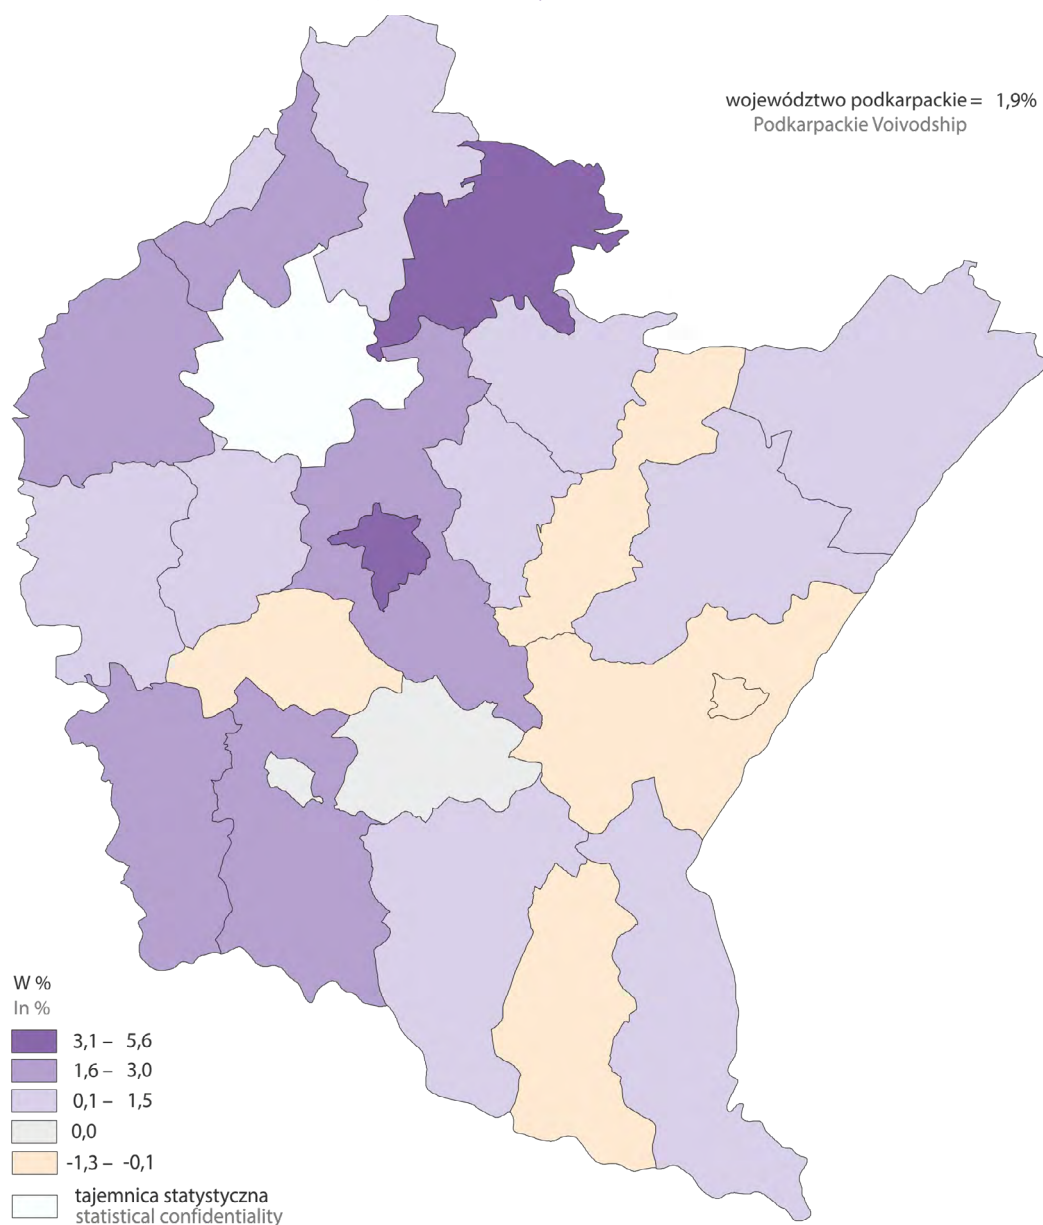 województwo podkarpackie = 1,9%
Podkarpackie Voivodship
W %
In %
3,1 – 5,6
1,6 – 3,0
0,1 – 1,5
0,0
-1,3 – -0,1
tajemnica statystyczna
statistical confidentiality